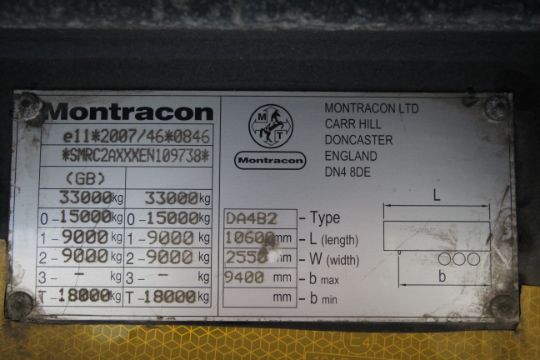 Montracon
e11*2007/46*0846
*SMRC2AXXXEN109738*
(GB)
33000kg 33000kg
0-15000kg 0-15000kg
1-9000kg 1-9000kg
2-9000kg 2-9000kg
3- - kg 3- - kg
T-18000kg T-18000kg
M T
Montracon
MONTRACON LTD
CARR HILL
DONCASTER
ENGLAND
DN4 8DE
DA4B2 - Type
10600mm - L (length)
2550mm - W (width)
9400mm - b max
mm - b min
L
b